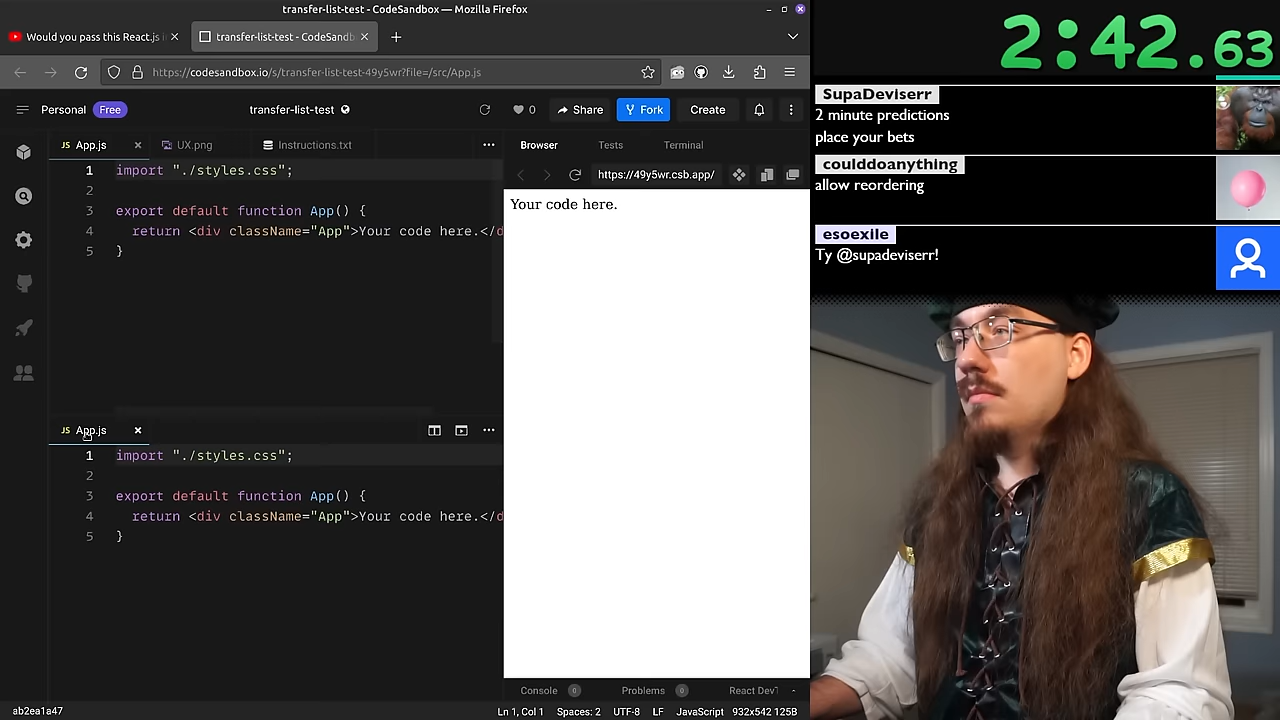 transfer-list-test - CodeSandbox — Mozilla Firefox
Would you pass this React.js i
transfer-list-test - CodeSandb
https://codesandbox.io/s/transfer-list-test-49y5wr?file=/src/App.js
Personal Free
transfer-list-test
0
Share
Fork
Create
JS App.js
UX.png
Instructions.txt
Browser
Tests
Terminal
1 import "./styles.css";
2
3 export default function App() {
4 return <div className="App">Your code here.</d
5 }
https://49y5wr.csb.app/
Your code here.
JS App.js
1 import "./styles.css";
2
3 export default function App() {
4 return <div className="App">Your code here.</d
5 }
Console 0
Problems 0
React Dev
ab2ea1a47
Ln 1, Col 1
Spaces: 2
UTF-8
LF
JavaScript
932x542 125B
2:42.63
SupaDeviserr
2 minute predictions
place your bets
coulddoanything
allow reordering
esoexile
Ty @supadeviserr!